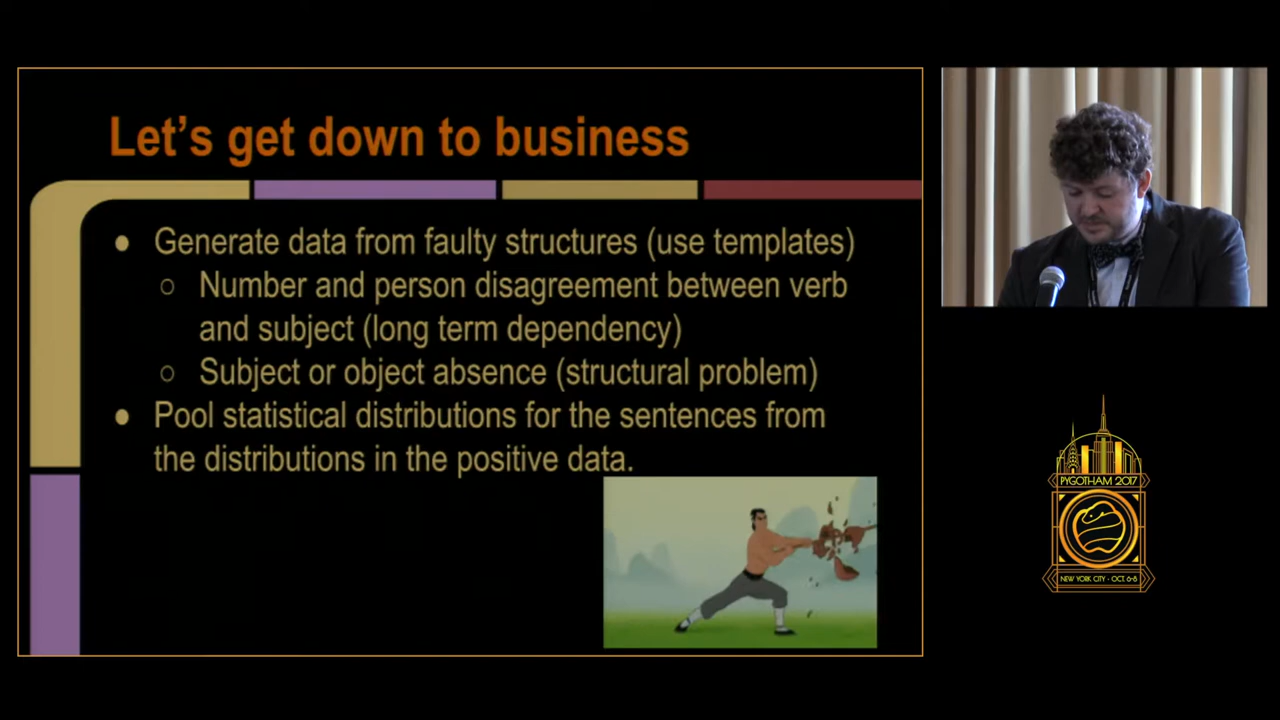 Let's get down to business
● Generate data from faulty structures (use templates)
○ Number and person disagreement between verb
and subject (long term dependency)
○ Subject or object absence (structural problem)
● Pool statistical distributions for the sentences from
the distributions in the positive data.
PYGOTHAM 2017
NEW YORK CITY - OCT. 6-8